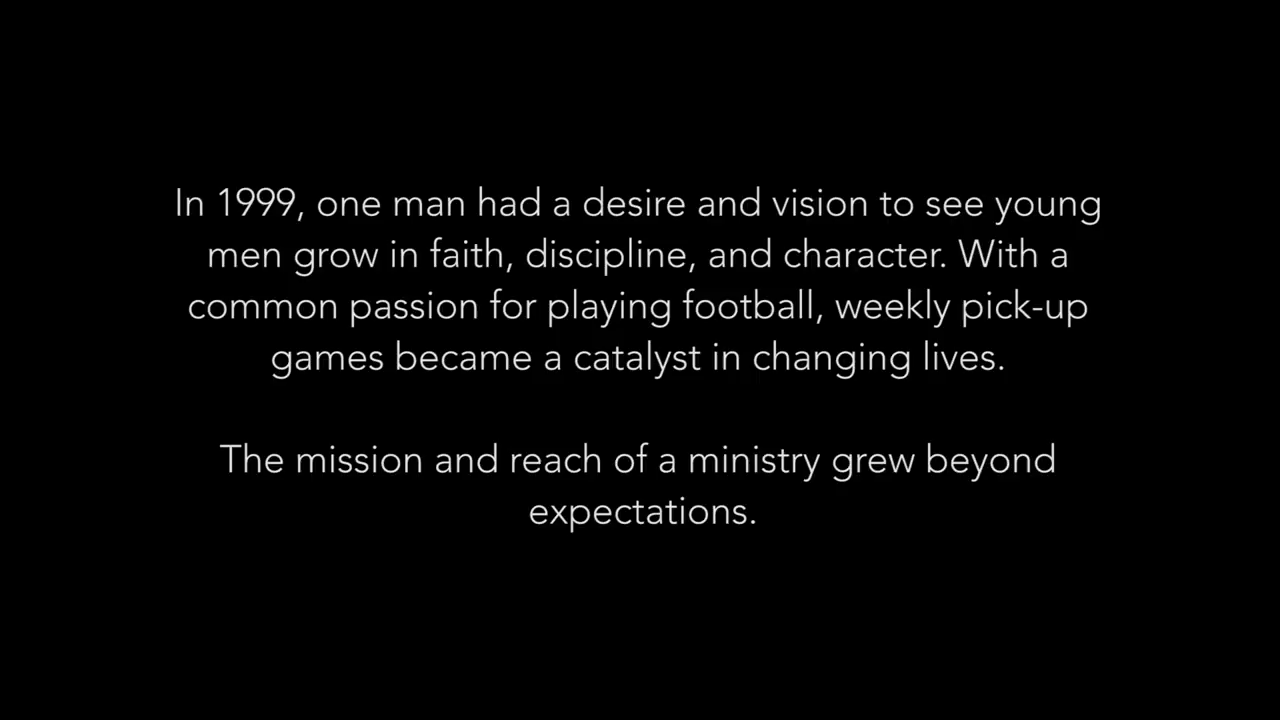 In 1999, one man had a desire and vision to see young
men grow in faith, discipline, and character. With a
common passion for playing football, weekly pick-up
games became a catalyst in changing lives.
The mission and reach of a ministry grew beyond
expectations.